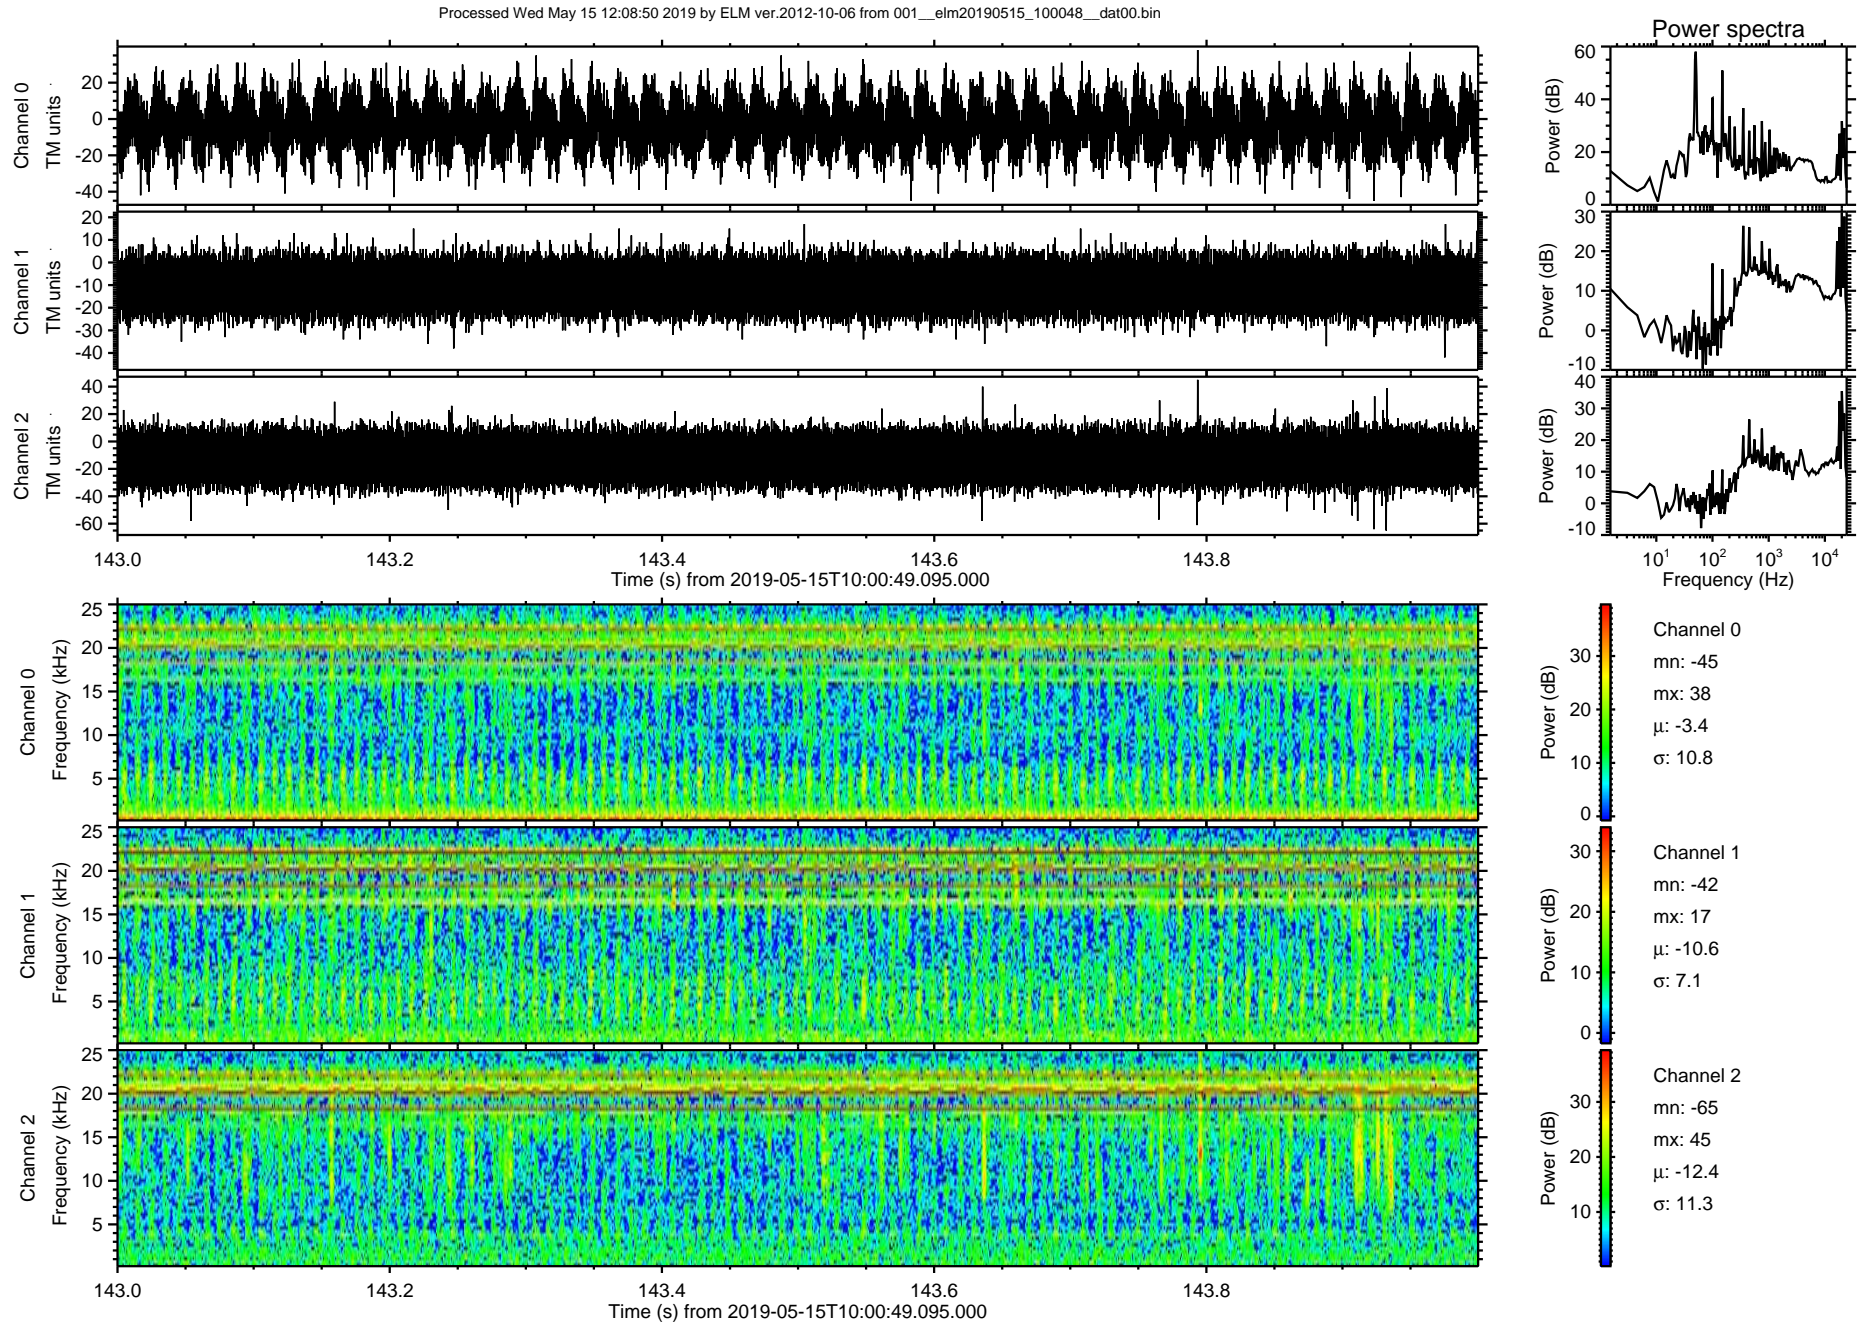 Processed Wed May 15 12:08:50 2019 by ELM ver.2012-10-06 from 001__elm20190515_100048__dat00.bin
Power spectra
Channel 0
TM units
20
0
-20
-40
Power (dB)
60
40
20
0
Channel 1
TM units
20
10
0
-10
-20
-30
-40
Power (dB)
30
20
10
0
-10
Channel 2
TM units
40
20
0
-20
-40
-60
Power (dB)
40
30
20
10
0
-10
143.0 143.2 143.4 143.6 143.8
Time (s) from 2019-05-15T10:00:49.095.000
10^1 10^2 10^3 10^4
Frequency (Hz)
Channel 0
Frequency (kHz)
25
20
15
10
5
Power (dB)
30
20
10
0
Channel 0
mn: -45
mx: 38
μ: -3.4
σ: 10.8
Channel 1
Frequency (kHz)
25
20
15
10
5
Power (dB)
30
20
10
0
Channel 1
mn: -42
mx: 17
μ: -10.6
σ: 7.1
Channel 2
Frequency (kHz)
25
20
15
10
5
Power (dB)
30
20
10
Channel 2
mn: -65
mx: 45
μ: -12.4
σ: 11.3
143.0 143.2 143.4 143.6 143.8
Time (s) from 2019-05-15T10:00:49.095.000